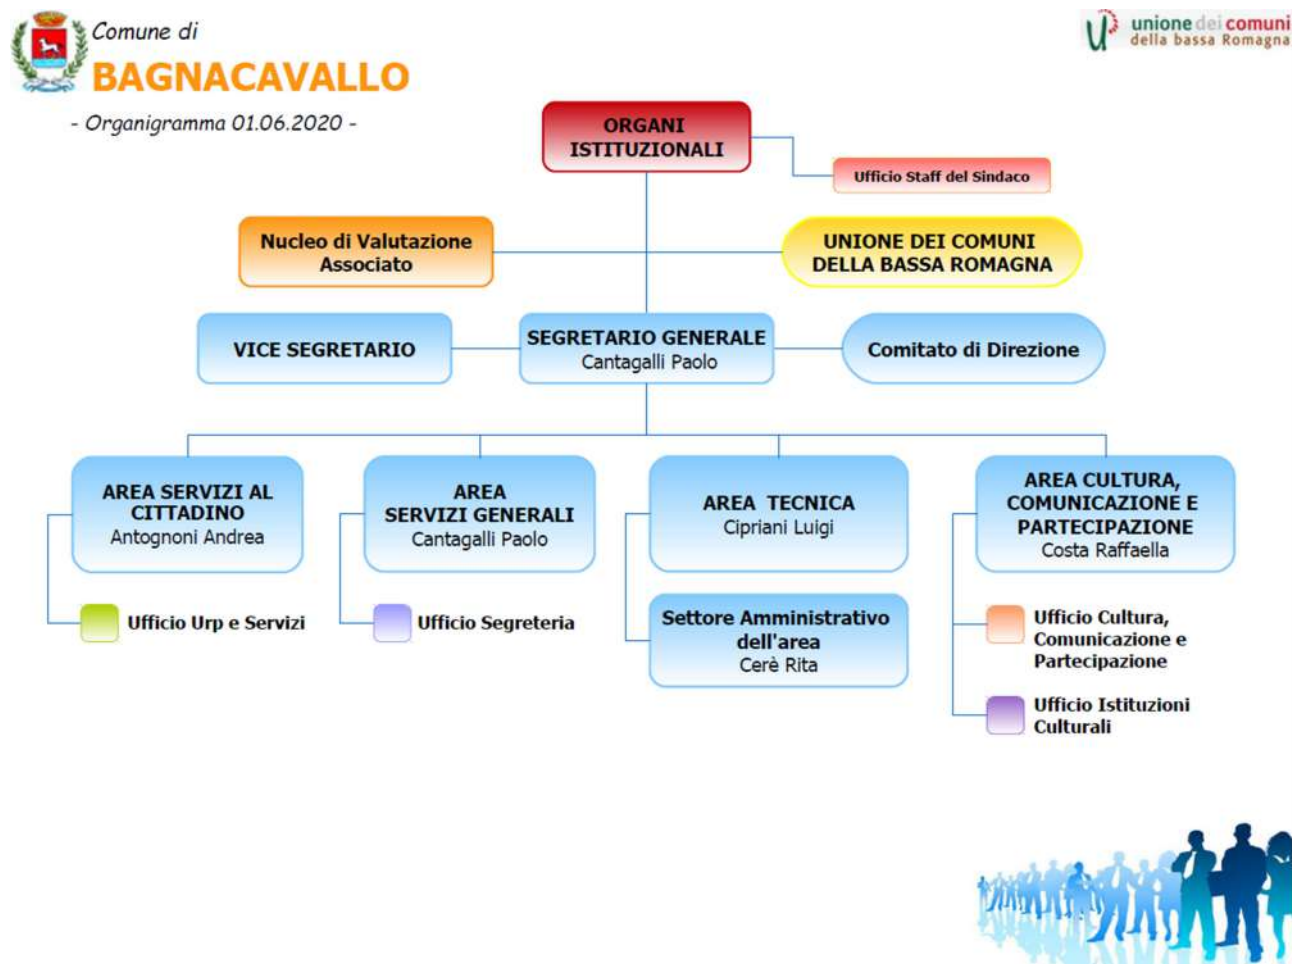 Comune di
BAGNACAVALLO
- Organigramma 01.06.2020 -
unione dei comuni
della bassa Romagna
ORGANI
ISTITUZIONALI
Ufficio Staff del Sindaco
Nucleo di Valutazione
Associato
UNIONE DEI COMUNI
DELLA BASSA ROMAGNA
VICE SEGRETARIO
SEGRETARIO GENERALE
Cantagalli Paolo
Comitato di Direzione
AREA SERVIZI AL
CITTADINO
Antognoni Andrea
AREA
SERVIZI GENERALI
Cantagalli Paolo
AREA TECNICA
Cipriani Luigi
AREA CULTURA,
COMUNICAZIONE E
PARTECIPAZIONE
Costa Raffaella
Ufficio Urp e Servizi
Ufficio Segreteria
Settore Amministrativo
dell'area
Cerè Rita
Ufficio Cultura,
Comunicazione e
Partecipazione
Ufficio Istituzioni
Culturali